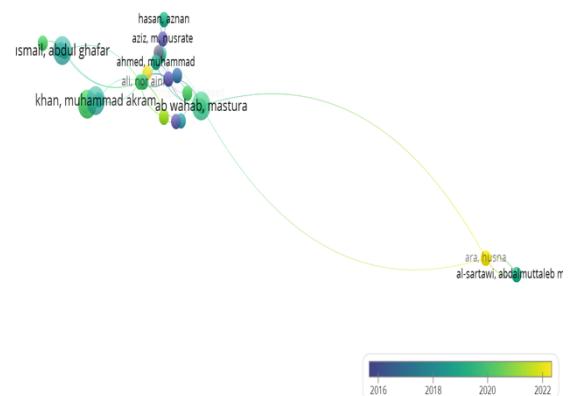 hasan, aznan
aziz, m. nusrate
ismail, abdul ghafar
ahmed, muhammad
ali, nor aini
khan, muhammad akram
ab wahab, mastura
ara, husna
al-sartawi, abdalmuttaleb m
2016 2018 2020 2022